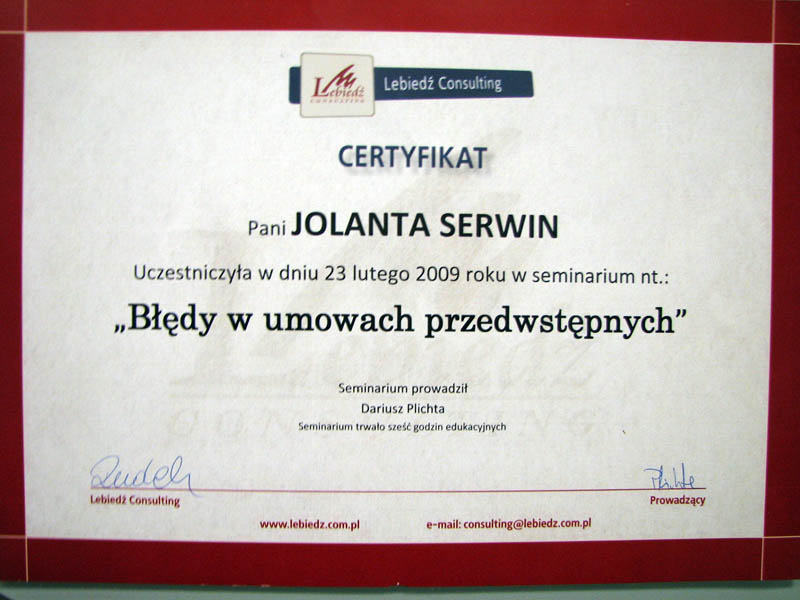 Lebiedź
CONSULTING
Lebiedź Consulting
CERTYFIKAT
Pani JOLANTA SERWIN
Uczestniczyła w dniu 23 lutego 2009 roku w seminarium nt.:
„Błędy w umowach przedwstępnych”
Seminarium prowadził
Dariusz Plichta
Seminarium trwało sześć godzin edukacyjnych
Lebiedź Consulting
Prowadzący
www.lebiedz.com.pl
e-mail: consulting@lebiedz.com.pl